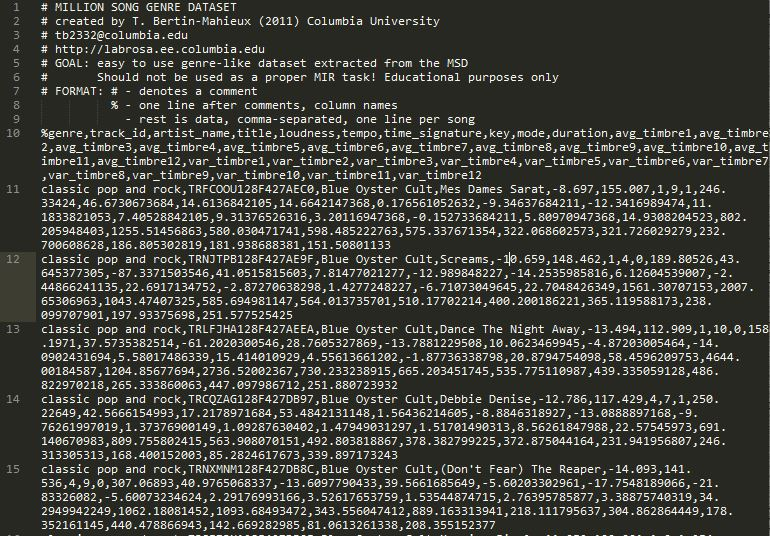 1 # MILLION SONG GENRE DATASET
2 # created by T. Bertin-Mahieux (2011) Columbia University
3 # tb2332@columbia.edu
4 # http://labrosa.ee.columbia.edu
5 # GOAL: easy to use genre-like dataset extracted from the MSD
6 # Should not be used as a proper MIR task! Educational purposes only
7 # FORMAT: # - denotes a comment
8 # % - one line after comments, column names
9 # - rest is data, comma-separated, one line per song
10 %genre,track_id,artist_name,title,loudness,tempo,time_signature,key,mode,duration,avg_timbre1,avg_timbre
2,avg_timbre3,avg_timbre4,avg_timbre5,avg_timbre6,avg_timbre7,avg_timbre8,avg_timbre9,avg_timbre10,avg_t
imbre11,avg_timbre12,var_timbre1,var_timbre2,var_timbre3,var_timbre4,var_timbre5,var_timbre6,var_timbre7
,var_timbre8,var_timbre9,var_timbre10,var_timbre11,var_timbre12
11 classic pop and rock,TRFCOOU128F427AEC0,Blue Oyster Cult,Mes Dames Sarat,-8.697,155.007,1,9,1,246.
33424,46.6730673684,14.6136842105,14.6642147368,0.176561052632,-9.34637684211,-12.3416989474,11.
1833821053,7.40528842105,9.31376526316,3.20116947368,-0.152733684211,5.80970947368,14.9308204523,802.
205948403,1255.51456863,580.030471741,598.485222763,575.337671354,322.068602573,321.726029279,232.
700608628,186.805302819,181.938688381,151.50801133
12 classic pop and rock,TRNJTPB128F427AE9F,Blue Oyster Cult,Screams,-10.659,148.462,1,4,0,189.80526,43.
645377305,-87.3371503546,41.0515815603,7.81477021277,-12.989848227,-14.2535985816,6.12604539007,-2.
44866241135,22.6917134752,-2.87270638298,1.4277248227,-6.71073049645,22.7048426349,1561.30707153,2007.
65306963,1043.47407325,585.694981147,564.013735701,510.17702214,400.200186221,365.119588173,238.
099707901,197.93375698,251.577525425
13 classic pop and rock,TRLFJHA128F427AEEA,Blue Oyster Cult,Dance The Night Away,-13.494,112.909,1,10,0,158
.1971,37.5735382514,-61.2020300546,28.7605327869,-13.7881229508,10.0623469945,-4.87203005464,-14.
0902431694,5.58017486339,15.414010929,4.55613661202,-1.87736338798,20.8794754098,58.4596209753,4644.
00184587,1204.85677694,2736.52002367,730.233238915,665.203451745,535.775110987,439.335059128,486.
822970218,265.333860063,447.097986712,251.880723932
14 classic pop and rock,TRCQZAG128F427DB97,Blue Oyster Cult,Debbie Denise,-12.786,117.429,4,7,1,250.
22649,42.5666154993,17.2178971684,53.4842131148,1.56436214605,-8.8846318927,-13.0888897168,-9.
76261997019,1.37376900149,1.09287630402,1.47949031297,1.51701490313,8.56261847988,22.57545973,691.
140670983,809.755802415,563.908070151,492.803818867,378.382799225,372.875044164,231.941956807,246.
313305313,168.400152003,85.2824617673,339.897173243
15 classic pop and rock,TRNXMNM128F427DB8C,Blue Oyster Cult,(Don't Fear) The Reaper,-14.093,141.
536,4,9,0,307.06893,40.9765068337,-13.6097790433,39.5661685649,-5.60203302961,-17.7548189066,-21.
83326082,-5.60073234624,2.29176993166,3.52617653759,1.53544874715,2.76395785877,3.38875740319,34.
2949942249,1062.18081452,1093.68493472,343.556047412,889.163313941,218.111795637,304.862864449,178.
352161145,440.478866943,142.669282985,81.0613261338,208.355152377